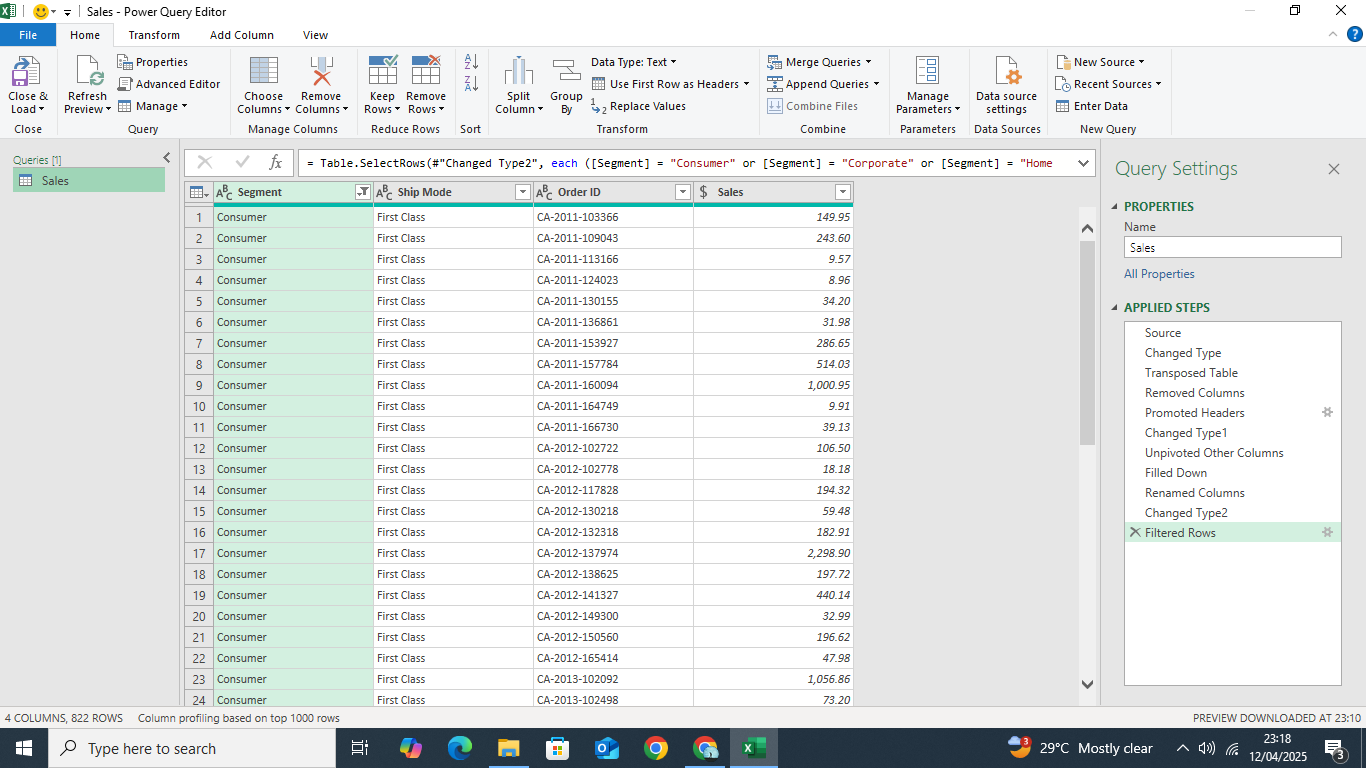 Sales - Power Query Editor
File Home Transform Add Column View
Close & Load
Close
Refresh Preview
Properties
Advanced Editor
Manage
Query
Choose Columns
Remove Columns
Manage Columns
Keep Rows
Remove Rows
Reduce Rows
Sort
Split Column
Group By
Data Type: Text
Use First Row as Headers
Replace Values
Transform
Merge Queries
Append Queries
Combine Files
Combine
Manage Parameters
Parameters
Data source settings
Data Sources
New Source
Recent Sources
Enter Data
New Query
Queries [1]
Sales
fx = Table.SelectRows(#"Changed Type2", each ([Segment] = "Consumer" or [Segment] = "Corporate" or [Segment] = "Home
ABC Segment ABC Ship Mode ABC Order ID $ Sales
1 Consumer First Class CA-2011-103366 149.95
2 Consumer First Class CA-2011-109043 243.60
3 Consumer First Class CA-2011-113166 9.57
4 Consumer First Class CA-2011-124023 8.96
5 Consumer First Class CA-2011-130155 34.20
6 Consumer First Class CA-2011-136861 31.98
7 Consumer First Class CA-2011-153927 286.65
8 Consumer First Class CA-2011-157784 514.03
9 Consumer First Class CA-2011-160094 1,000.95
10 Consumer First Class CA-2011-164749 9.91
11 Consumer First Class CA-2011-166730 39.13
12 Consumer First Class CA-2012-102722 106.50
13 Consumer First Class CA-2012-102778 18.18
14 Consumer First Class CA-2012-117828 194.32
15 Consumer First Class CA-2012-130218 59.48
16 Consumer First Class CA-2012-132318 182.91
17 Consumer First Class CA-2012-137974 2,298.90
18 Consumer First Class CA-2012-138625 197.72
19 Consumer First Class CA-2012-141327 440.14
20 Consumer First Class CA-2012-149300 32.99
21 Consumer First Class CA-2012-150560 196.62
22 Consumer First Class CA-2012-165414 47.98
23 Consumer First Class CA-2013-102092 1,056.86
24 Consumer First Class CA-2013-102498 73.20
Query Settings
PROPERTIES
Name
Sales
All Properties
APPLIED STEPS
Source
Changed Type
Transposed Table
Removed Columns
Promoted Headers
Changed Type1
Unpivoted Other Columns
Filled Down
Renamed Columns
Changed Type2
Filtered Rows
4 COLUMNS, 822 ROWS Column profiling based on top 1000 rows PREVIEW DOWNLOADED AT 23:10
Type here to search
3 29°C Mostly clear
23:18
12/04/2025
3